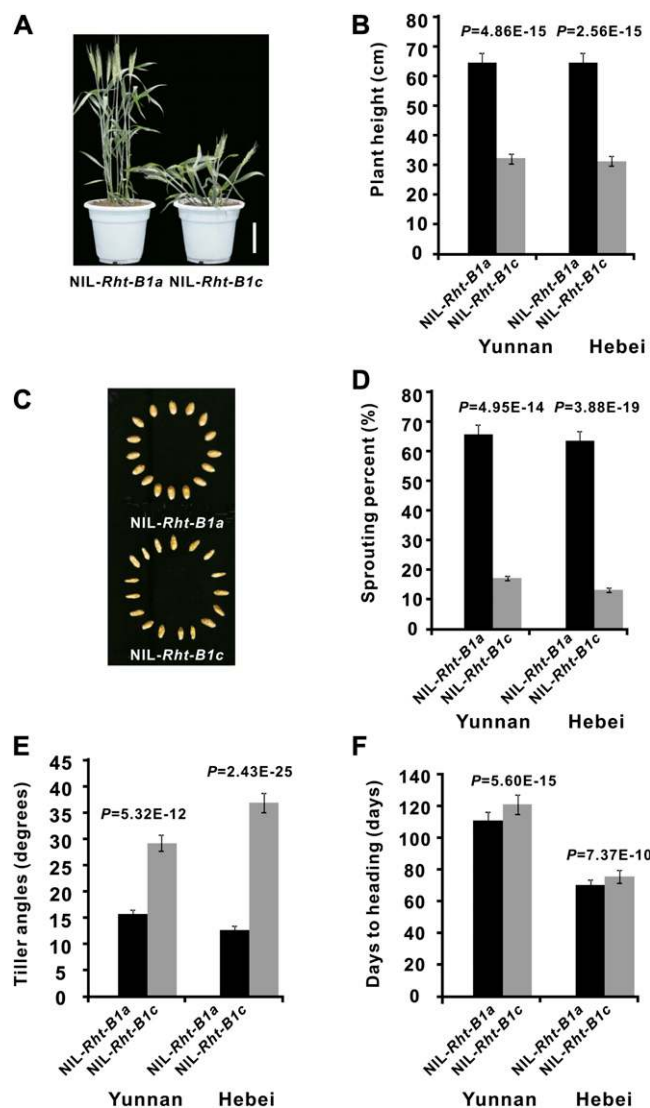 A
NIL-Rht-B1a NIL-Rht-B1c
B
Plant height (cm)
80
70
60
50
40
30
20
10
0
P=4.86E-15 P=2.56E-15
NIL-Rht-B1a
NIL-Rht-B1c
NIL-Rht-B1a
NIL-Rht-B1c
Yunnan Hebei
C
NIL-Rht-B1a
NIL-Rht-B1c
D
Sprouting percent (%)
80
70
60
50
40
30
20
10
0
P=4.95E-14 P=3.88E-19
NIL-Rht-B1a
NIL-Rht-B1c
NIL-Rht-B1a
NIL-Rht-B1c
Yunnan Hebei
E
Tiller angles (degrees)
45
40
35
30
25
20
15
10
5
0
P=2.43E-25
P=5.32E-12
NIL-Rht-B1a
NIL-Rht-B1c
NIL-Rht-B1a
NIL-Rht-B1c
Yunnan Hebei
F
Days to heading (days)
140
120
100
80
60
40
20
0
P=5.60E-15
P=7.37E-10
NIL-Rht-B1a
NIL-Rht-B1c
NIL-Rht-B1a
NIL-Rht-B1c
Yunnan Hebei